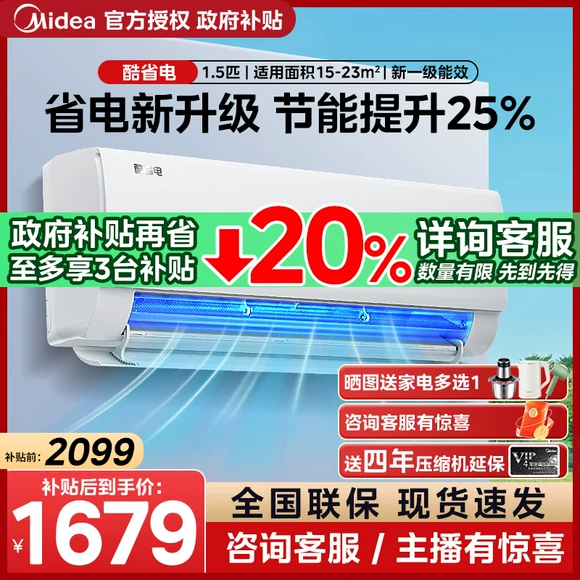 Midea 官方授权 政府补贴
酷省电 1.5匹 | 适用面积15-23m² | 新一级能效
省电新升级 节能提升25%
酷省电
政府补贴再省
至多享3台补贴
↓20%
详询客服
数量有限 先到先得
晒图送家电多选1
咨询客服有惊喜
送四年压缩机延保
Midea
VIP
补贴前: 2099
补贴后到手价:
¥1679
全国联保 现货速发
咨询客服 / 主播有惊喜